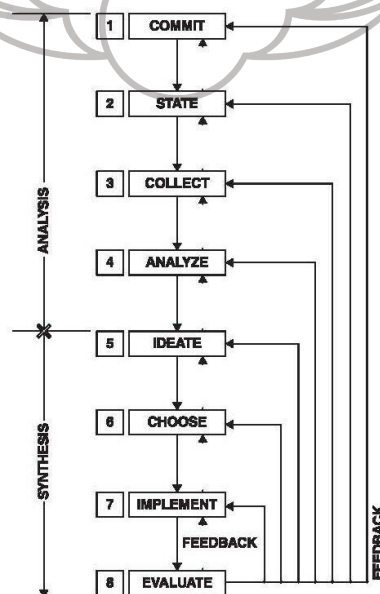 1 COMMIT
2 STATE
3 COLLECT
ANALYSIS
4 ANALYZE
5 IDEATE
6 CHOOSE
SYNTHESIS
7 IMPLEMENT
FEEDBACK
FEEDBACK
8 EVALUATE